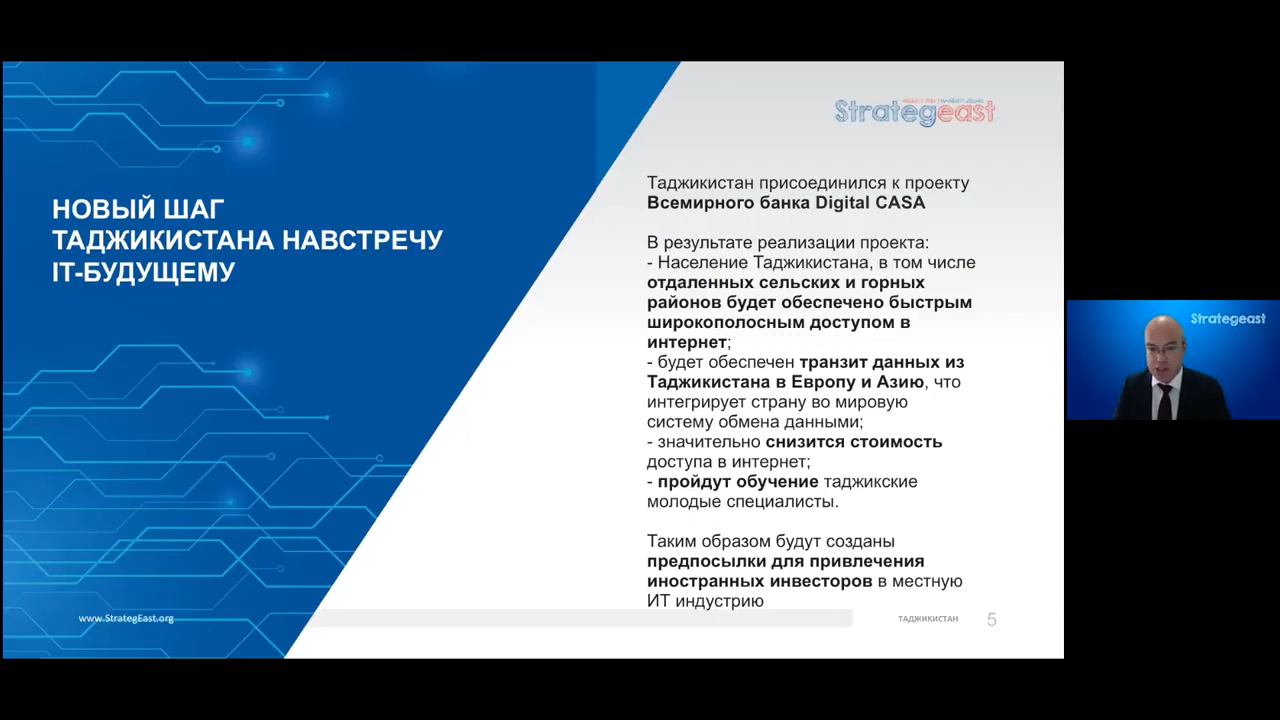 Strategeast
НОВЫЙ ШАГ
ТАДЖИКИСТАНА НАВСТРЕЧУ
IT-БУДУЩЕМУ
Таджикистан присоединился к проекту
Всемирного банка Digital CASA
В результате реализации проекта:
- Население Таджикистана, в том числе
отдаленных сельских и горных
районов будет обеспечено быстрым
широкополосным доступом в
интернет;
- будет обеспечен транзит данных из
Таджикистана в Европу и Азию, что
интегрирует страну во мировую
систему обмена данными;
- значительно снизится стоимость
доступа в интернет;
- пройдут обучение таджикские
молодые специалисты.
Таким образом будут созданы
предпосылки для привлечения
иностранных инвесторов в местную
ИТ индустрию
www.StrategEast.org
ТАДЖИКИСТАН 5
Strategeast